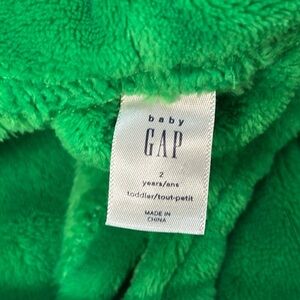 baby
GAP
2
years/ans
toddler/tout-petit
MADE IN
CHINA